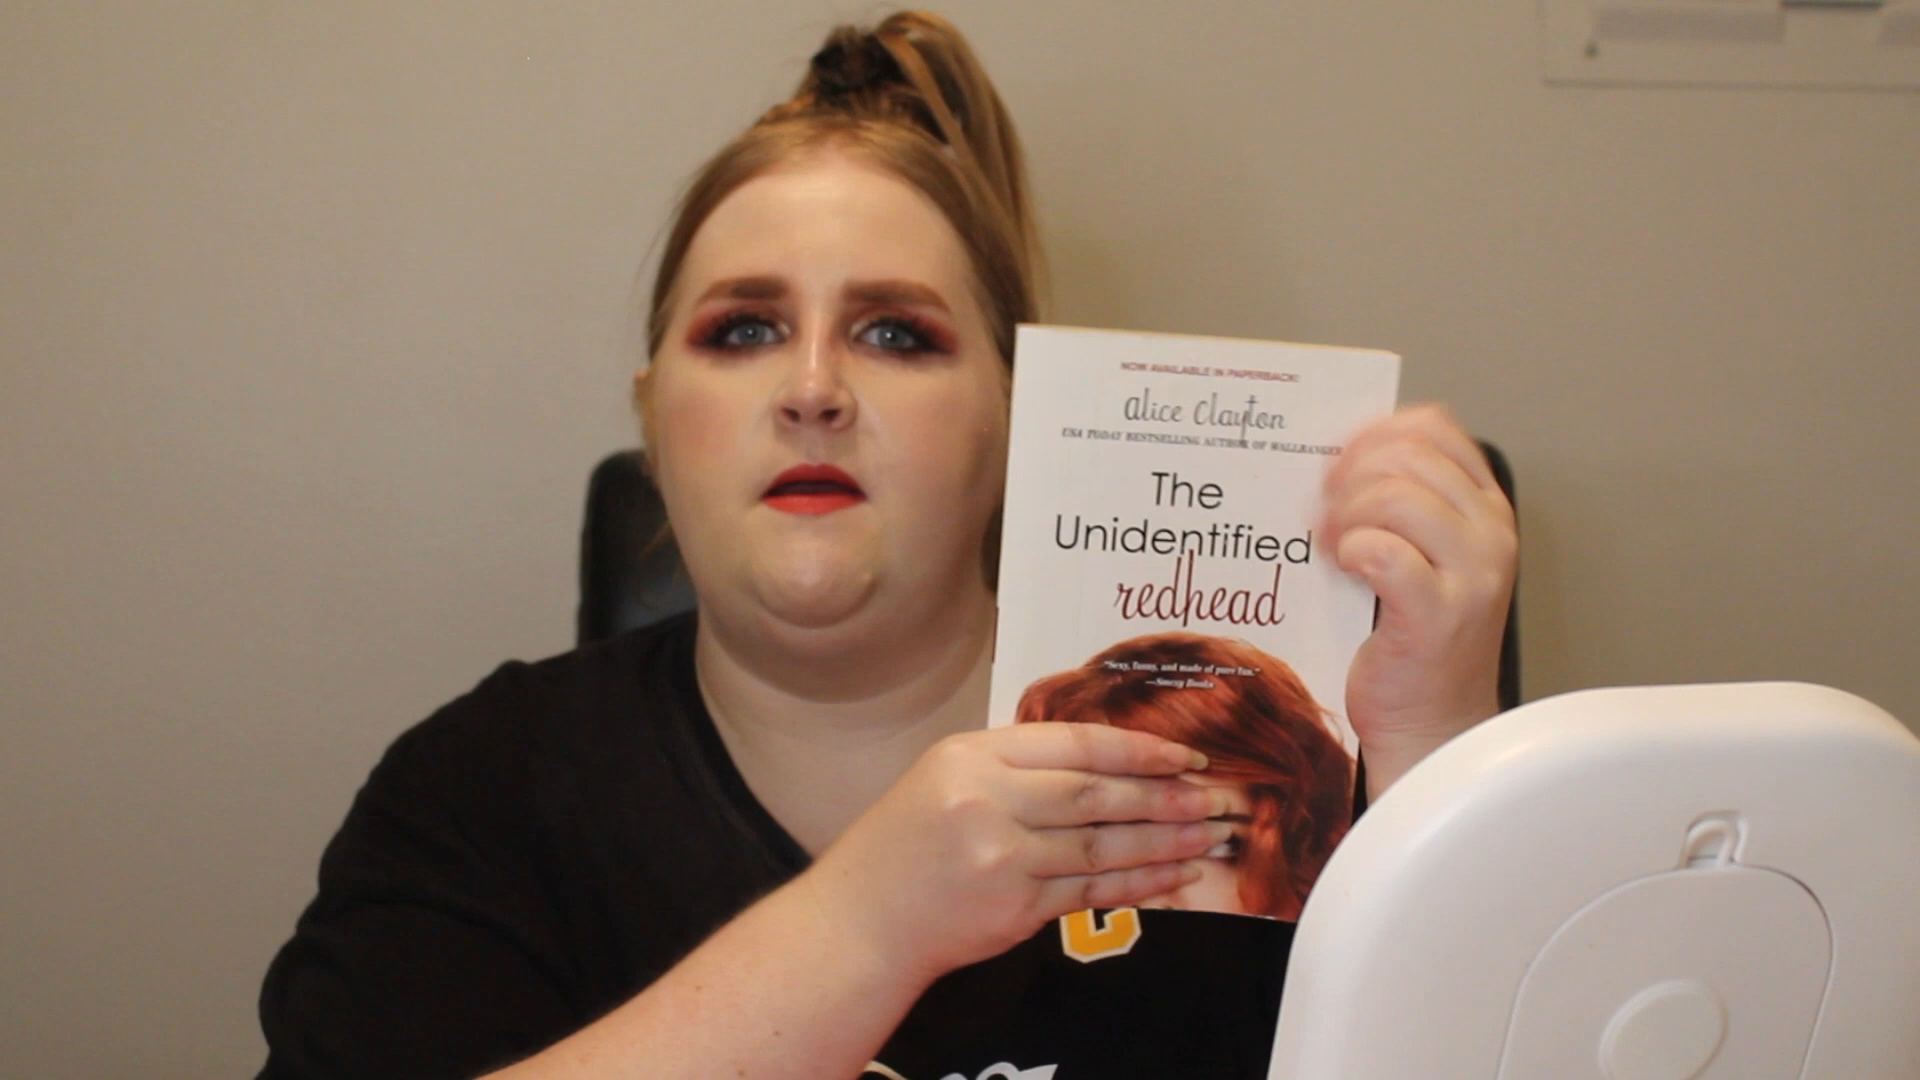 NOW AVAILABLE IN PAPERBACK!
alice clayton
USA TODAY BESTSELLING AUTHOR OF WALLBANGER
The
Unidentified
redhead
"Sexy, funny, and made of pure fun."
—Smexy Books
C